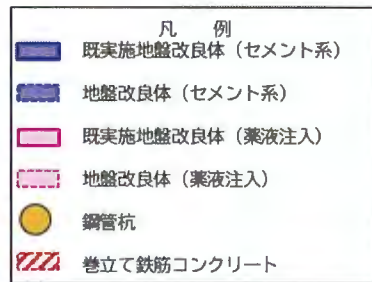 凡 例
既実施地盤改良体（セメント系）
地盤改良体（セメント系）
既実施地盤改良体（薬液注入）
地盤改良体（薬液注入）
鋼管杭
巻立て鉄筋コンクリート